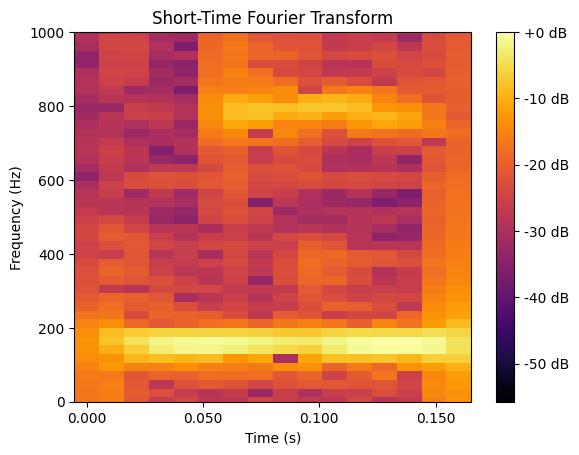 Short-Time Fourier Transform
1000
800
600
400
200
0
Frequency (Hz)
0.000
0.050
0.100
0.150
Time (s)
+0 dB
-10 dB
-20 dB
-30 dB
-40 dB
-50 dB